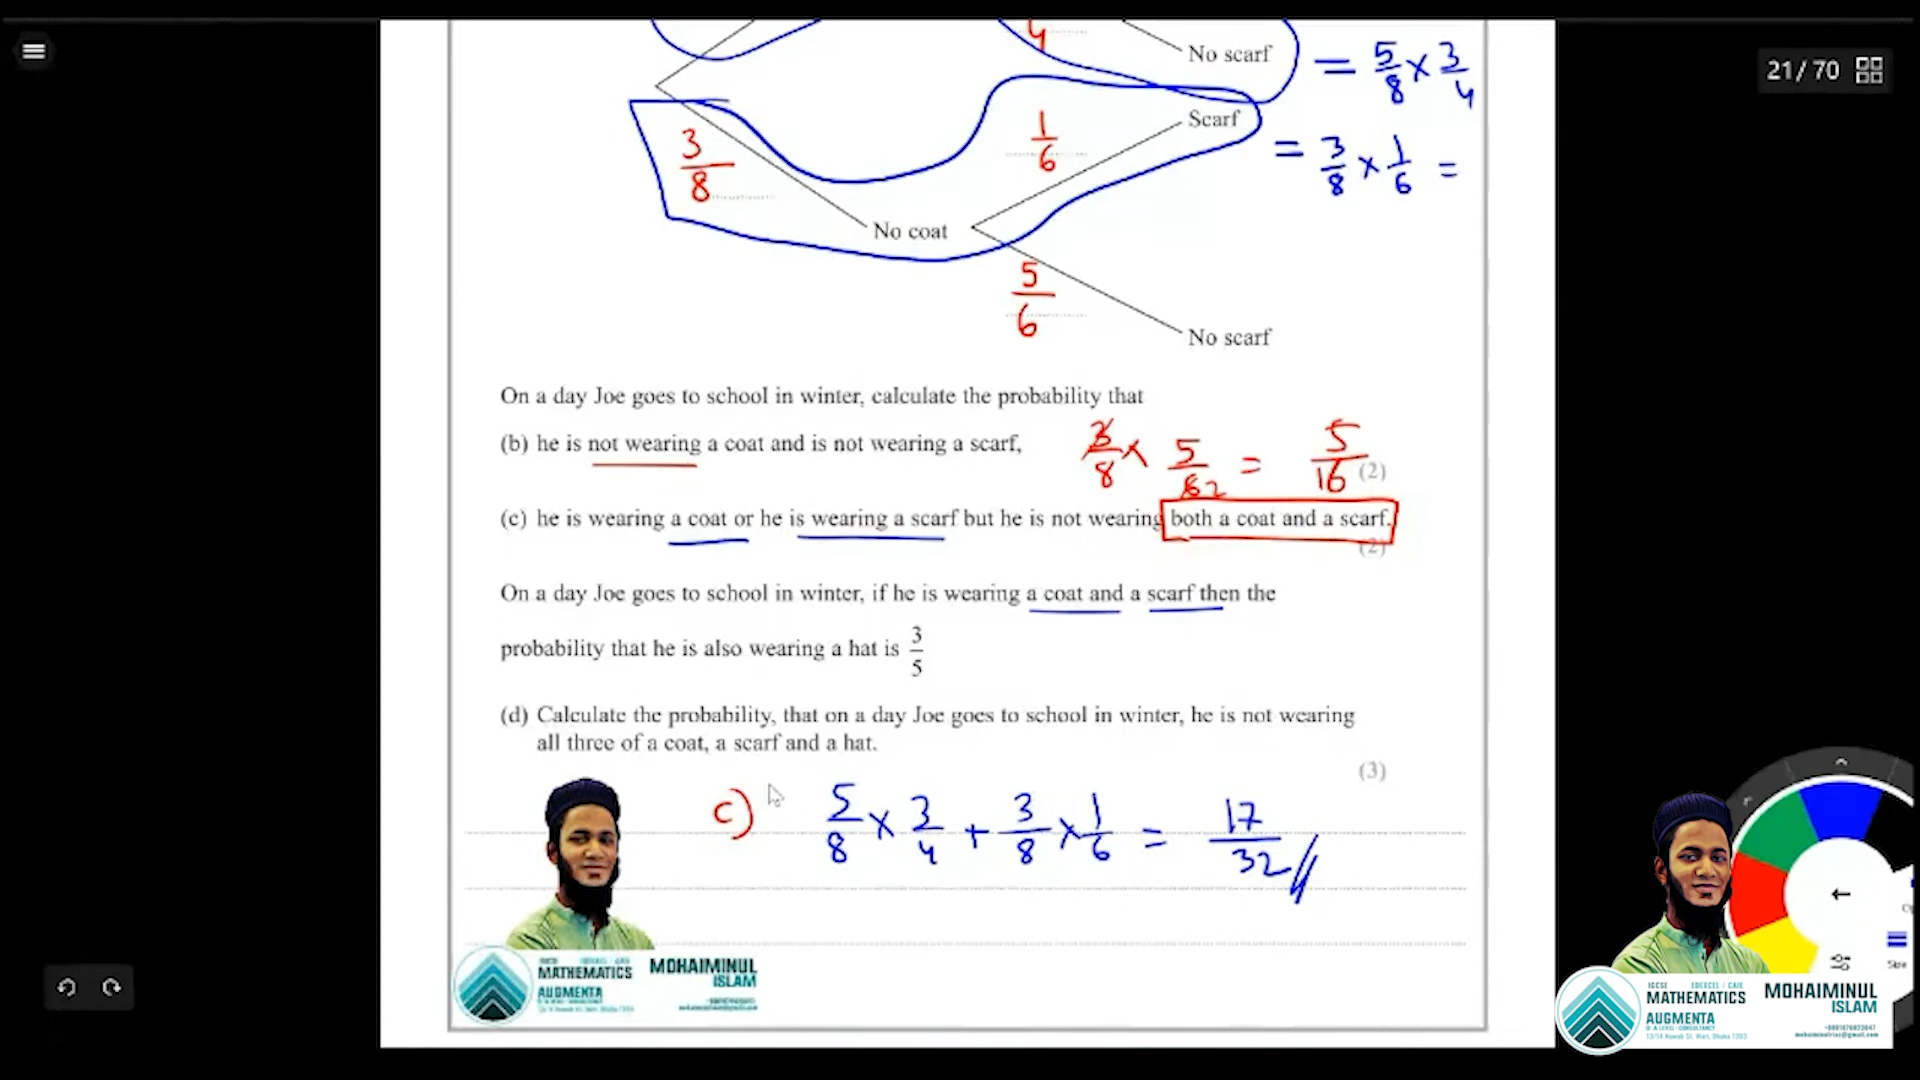 21 / 70
4
No scarf
= 5/8 × 3/4
Scarf
1/6
3/8
= 3/8 × 1/6 =
No coat
5/6
No scarf
On a day Joe goes to school in winter, calculate the probability that
(b) he is not wearing a coat and is not wearing a scarf,
3/8 × 5/62 = 5/16
(2)
(c) he is wearing a coat or he is wearing a scarf but he is not wearing both a coat and a scarf.
(2)
On a day Joe goes to school in winter, if he is wearing a coat and a scarf then the
probability that he is also wearing a hat is 3/5
(d) Calculate the probability, that on a day Joe goes to school in winter, he is not wearing
all three of a coat, a scarf and a hat.
(3)
c) 5/8 × 3/4 + 3/8 × 1/6 = 17/32
MATHEMATICS
AUGMENTA
MOHAIMINUL
ISLAM
IGCSE EDEXCEL / CAIE
MATHEMATICS
AUGMENTA
MOHAIMINUL
ISLAM
Size